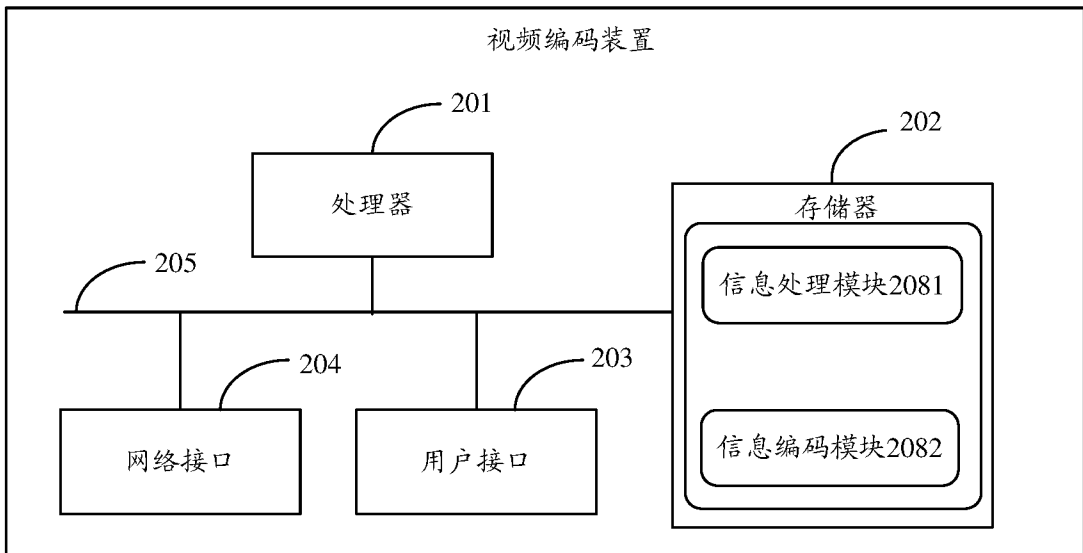 视频编码装置
201
202
处理器
存储器
205
信息处理模块2081
204
203
网络接口
用户接口
信息编码模块2082